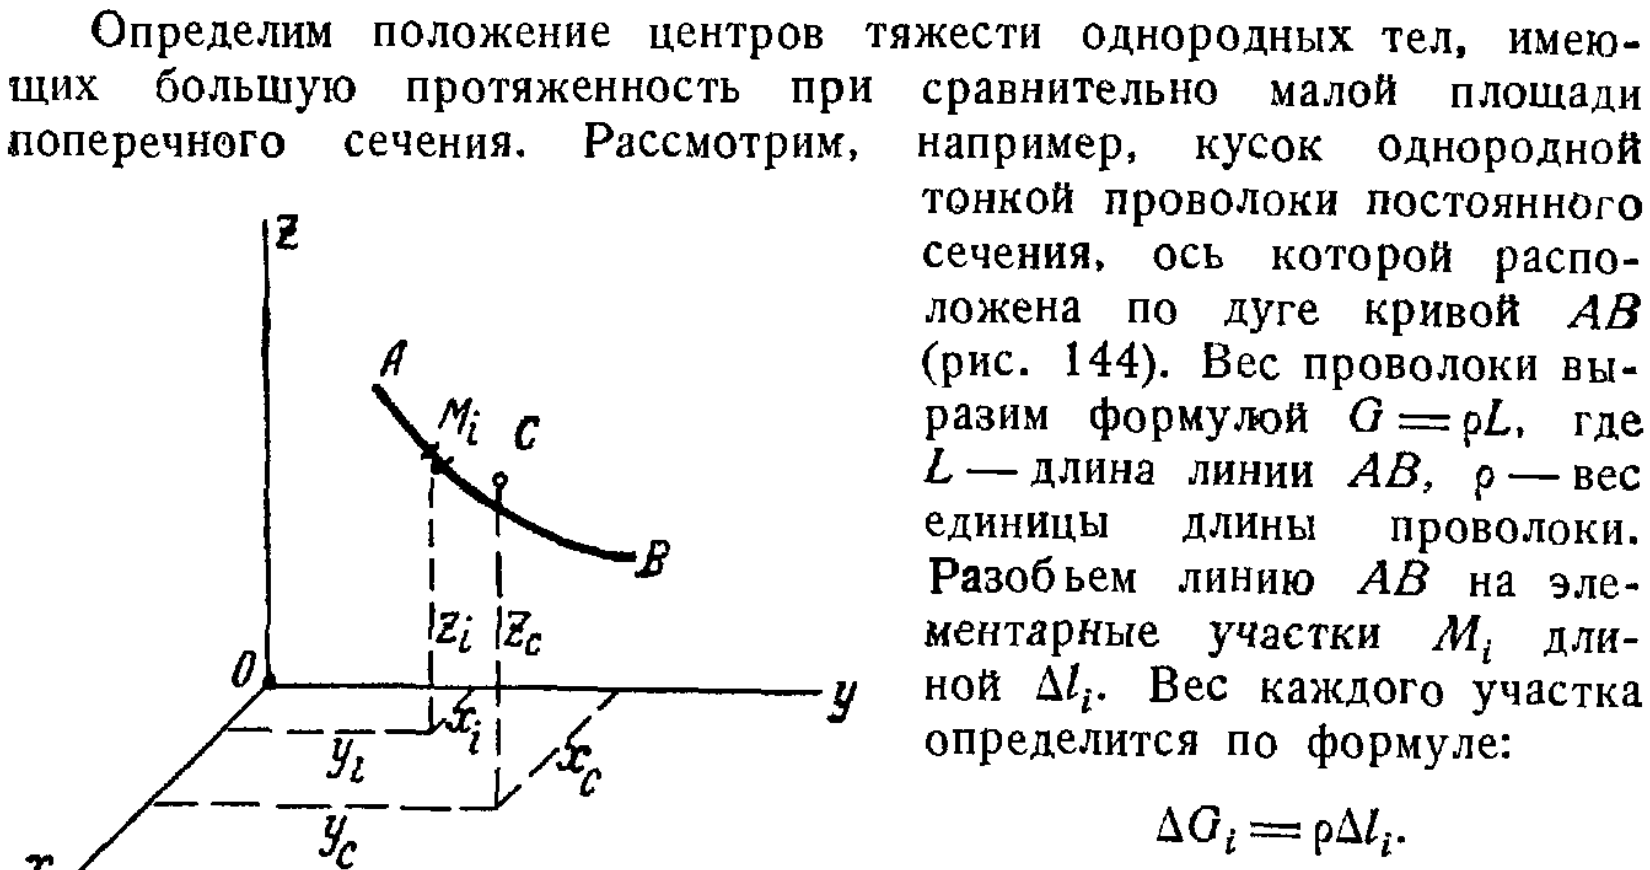 Определим положение центров тяжести однородных тел, имею-
щих большую протяженность при сравнительно малой площади
поперечного сечения. Рассмотрим, например, кусок однородной
тонкой проволоки постоянного
сечения, ось которой распо-
ложена по дуге кривой AB
(рис. 144). Вес проволоки вы-
разим формулой G = ρL, где
L — длина линии AB, ρ — вес
единицы длины проволоки.
Разобьем линию AB на эле-
ментарные участки Mᵢ дли-
ной Δlᵢ. Вес каждого участка
определится по формуле:
ΔGᵢ = ρΔlᵢ.
z
A
Mᵢ C
B
zᵢ z_c
O
y
xᵢ
yᵢ
x_c
y_c
x